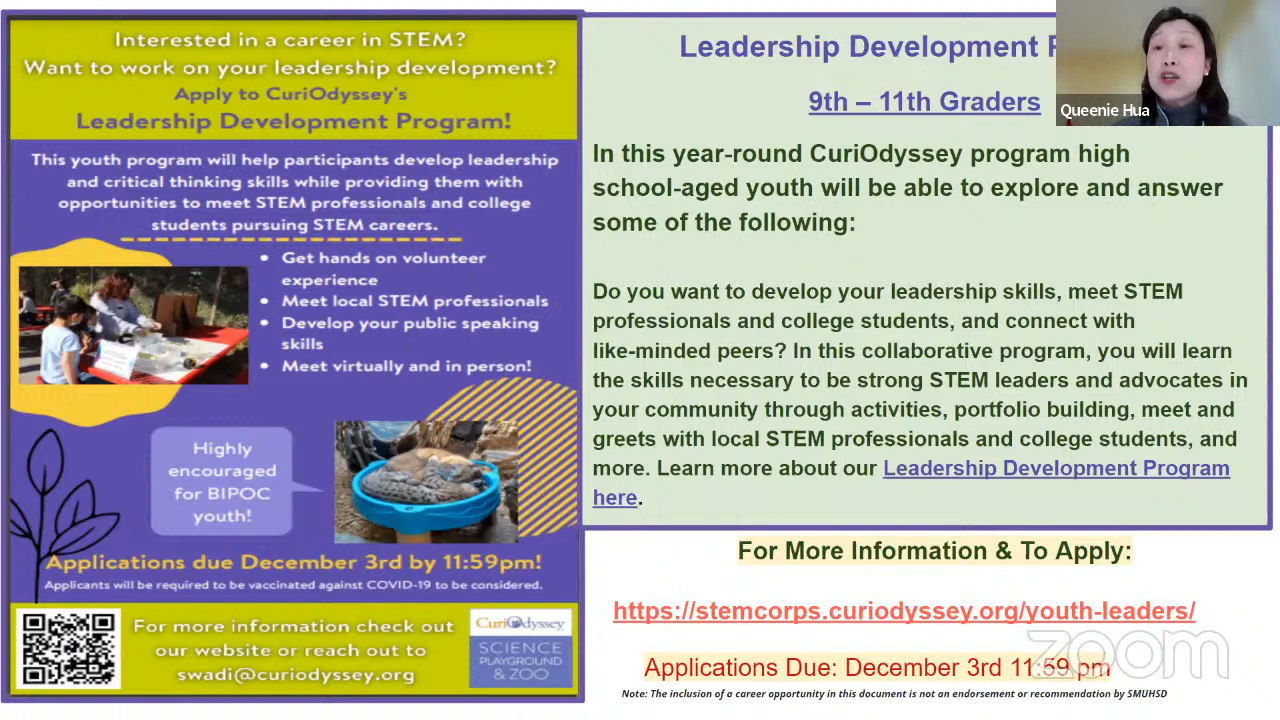 Interested in a career in STEM?
Want to work on your leadership development?
Apply to CuriOdyssey's
Leadership Development Program!
This youth program will help participants develop leadership
and critical thinking skills while providing them with
opportunities to meet STEM professionals and college
students pursuing STEM careers.
• Get hands on volunteer
experience
• Meet local STEM professionals
• Develop your public speaking
skills
• Meet virtually and in person!
Highly
encouraged
for BIPOC
youth!
Applications due December 3rd by 11:59pm!
Applicants will be required to be vaccinated against COVID-19 to be considered.
For more information check out
our website or reach out to
swadi@curiodyssey.org
CuriOdyssey
SCIENCE
PLAYGROUND
& ZOO
Leadership Development P
9th – 11th Graders
Queenie Hua
In this year-round CuriOdyssey program high
school-aged youth will be able to explore and answer
some of the following:
Do you want to develop your leadership skills, meet STEM
professionals and college students, and connect with
like-minded peers? In this collaborative program, you will learn
the skills necessary to be strong STEM leaders and advocates in
your community through activities, portfolio building, meet and
greets with local STEM professionals and college students, and
more. Learn more about our Leadership Development Program
here.
For More Information & To Apply:
https://stemcorps.curiodyssey.org/youth-leaders/
Applications Due: December 3rd 11:59 pm
zoom
Note: The inclusion of a career opportunity in this document is not an endorsement or recommendation by SMUHSD